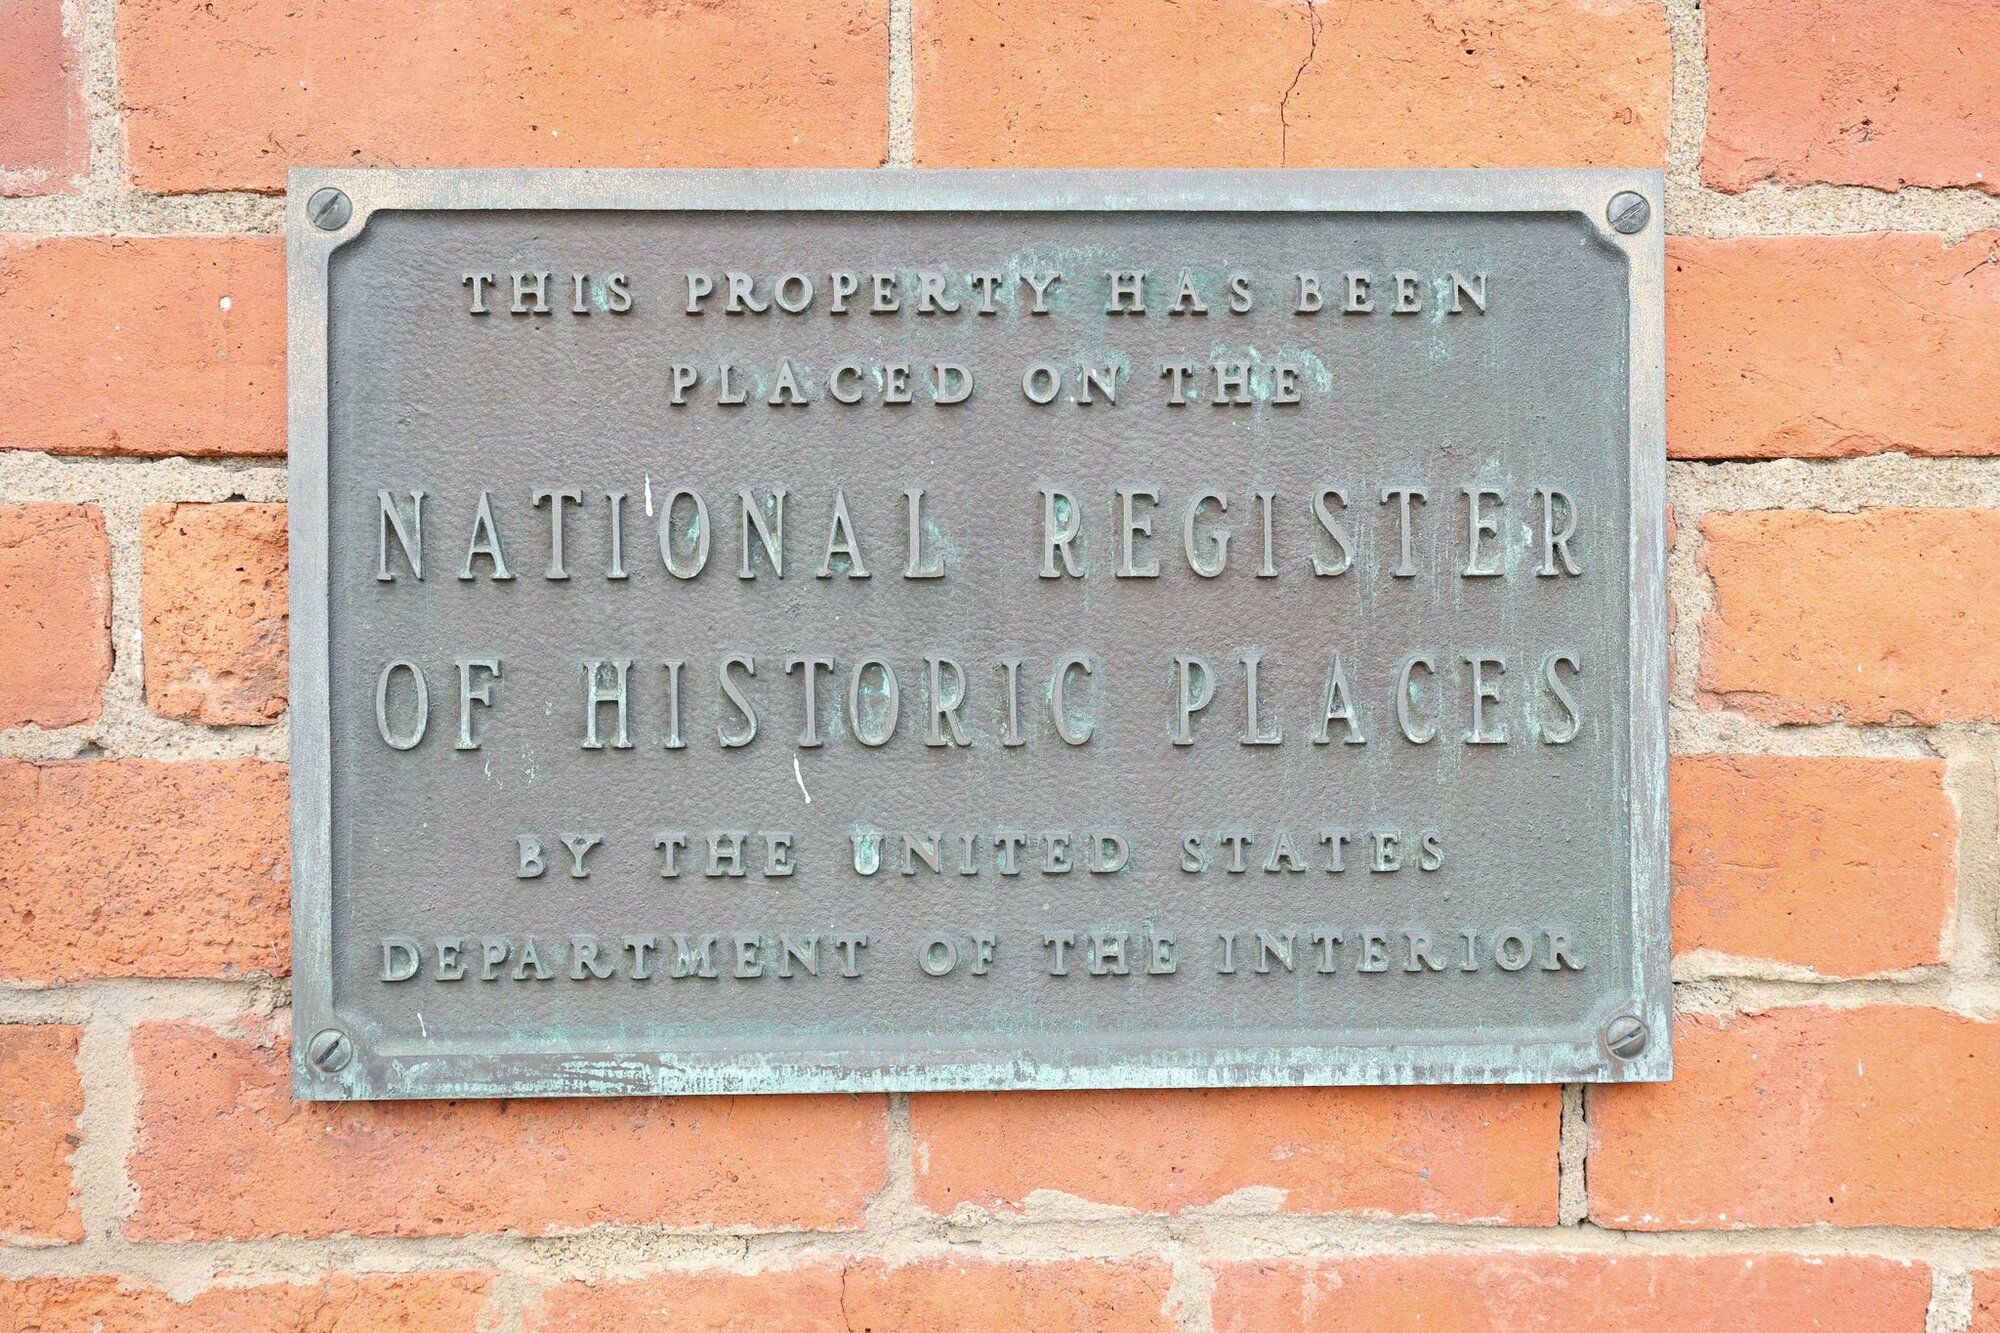 THIS PROPERTY HAS BEEN
PLACED ON THE
NATIONAL REGISTER
OF HISTORIC PLACES
BY THE UNITED STATES
DEPARTMENT OF THE INTERIOR